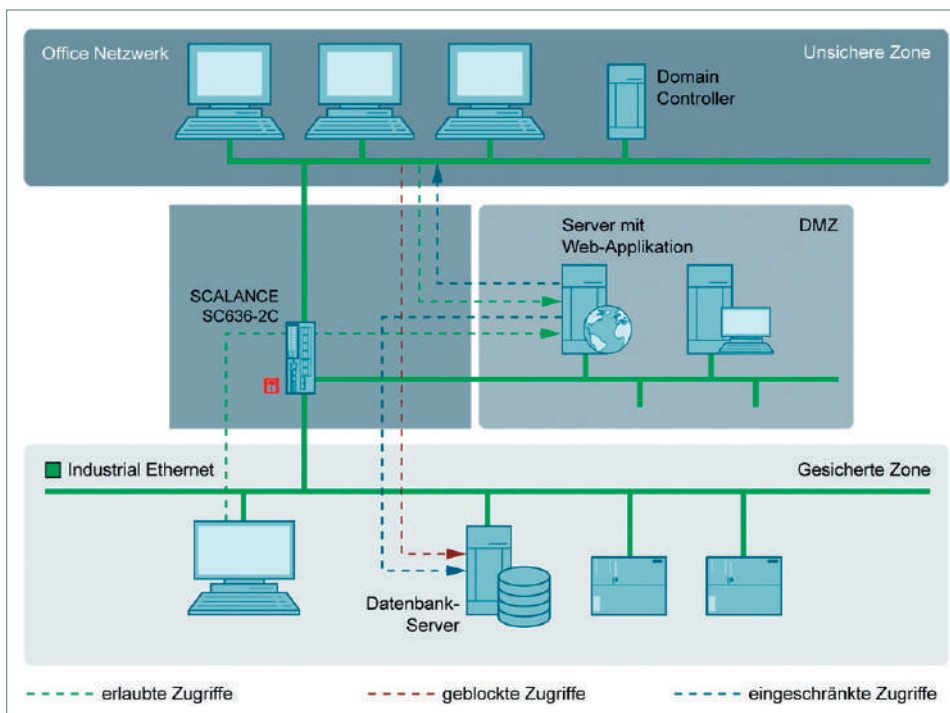 Office Netzwerk
Unsichere Zone
Domain
Controller
Server mit
Web-Applikation
DMZ
SCALANCE
SC636-2C
Industrial Ethernet
Gesicherte Zone
Datenbank-
Server
erlaubte Zugriffe
geblockte Zugriffe
eingeschränkte Zugriffe